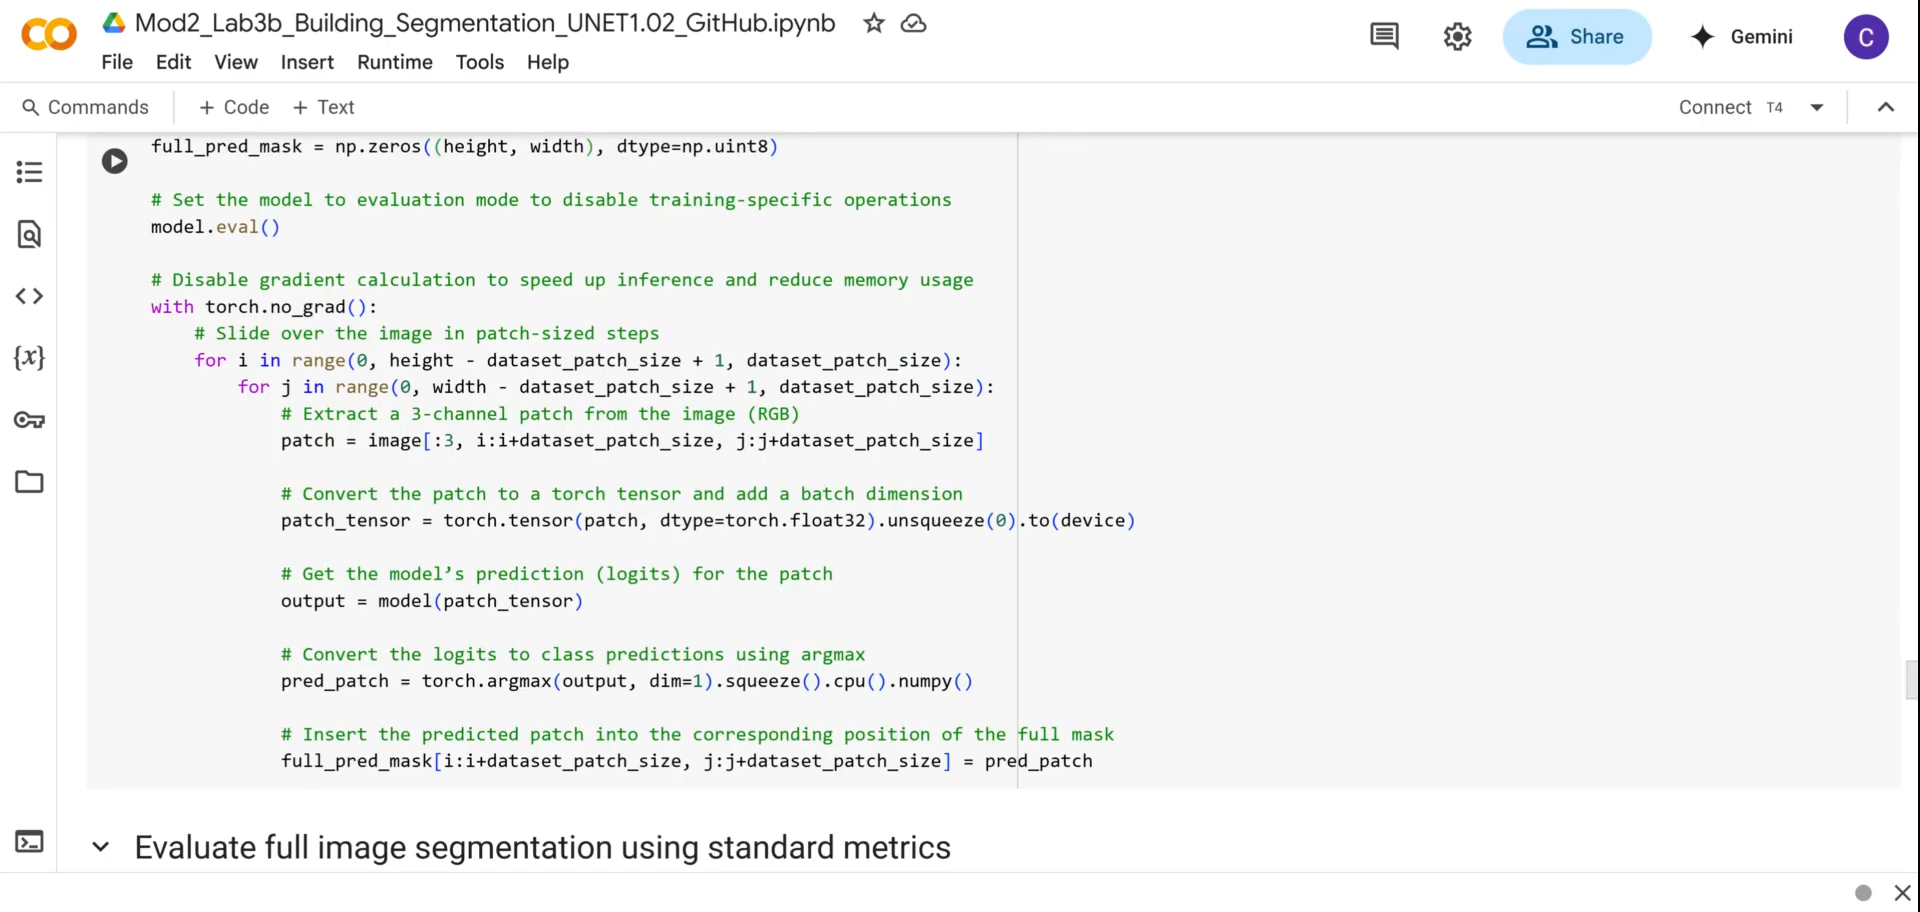 Mod2_Lab3b_Building_Segmentation_UNET1.02_GitHub.ipynb
File Edit View Insert Runtime Tools Help
Share
Gemini
C
Commands + Code + Text
Connect T4
full_pred_mask = np.zeros((height, width), dtype=np.uint8)
# Set the model to evaluation mode to disable training-specific operations
model.eval()
# Disable gradient calculation to speed up inference and reduce memory usage
with torch.no_grad():
# Slide over the image in patch-sized steps
for i in range(0, height - dataset_patch_size + 1, dataset_patch_size):
for j in range(0, width - dataset_patch_size + 1, dataset_patch_size):
# Extract a 3-channel patch from the image (RGB)
patch = image[:3, i:i+dataset_patch_size, j:j+dataset_patch_size]
# Convert the patch to a torch tensor and add a batch dimension
patch_tensor = torch.tensor(patch, dtype=torch.float32).unsqueeze(0).to(device)
# Get the model’s prediction (logits) for the patch
output = model(patch_tensor)
# Convert the logits to class predictions using argmax
pred_patch = torch.argmax(output, dim=1).squeeze().cpu().numpy()
# Insert the predicted patch into the corresponding position of the full mask
full_pred_mask[i:i+dataset_patch_size, j:j+dataset_patch_size] = pred_patch
Evaluate full image segmentation using standard metrics